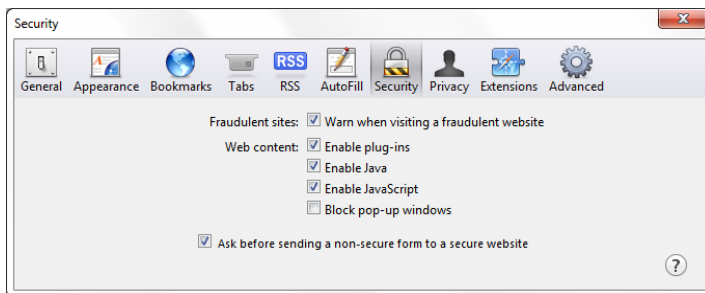 Security
RSS
General Appearance Bookmarks Tabs RSS AutoFill Security Privacy Extensions Advanced
Fraudulent sites: Warn when visiting a fraudulent website
Web content: Enable plug-ins
Enable Java
Enable JavaScript
Block pop-up windows
Ask before sending a non-secure form to a secure website
?